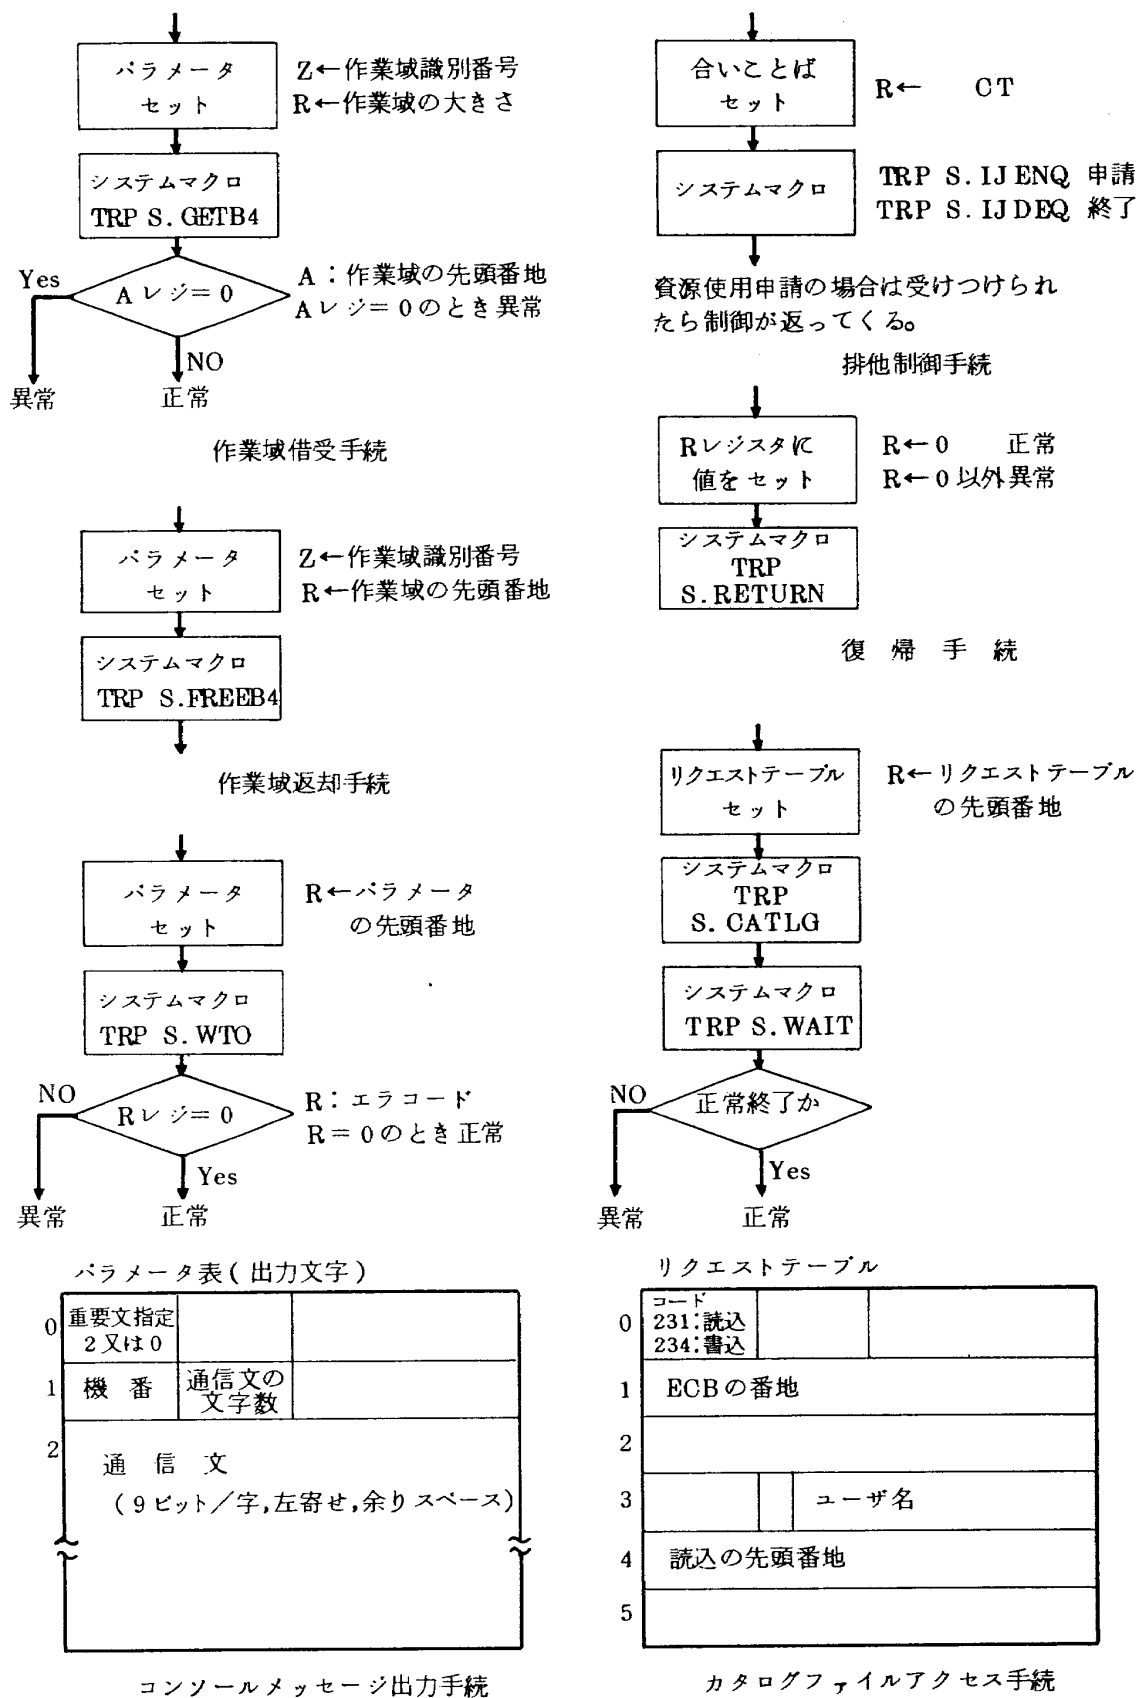 パラメータ
セット
Z←作業域識別番号
R←作業域の大きさ
システムマクロ
TRP S.GETB4
Yes
Aレジ=0
A:作業域の先頭番地
Aレジ=0のとき異常
NO
異常
正常
作業域借受手続
パラメータ
セット
Z←作業域識別番号
R←作業域の先頭番地
システムマクロ
TRP S.FREEB4
作業域返却手続
パラメータ
セット
R←パラメータ
の先頭番地
システムマクロ
TRP S.WTO
NO
Rレジ=0
R:エラコード
R=0のとき正常
Yes
異常
正常
パラメータ表(出力文字)
0
重要文指定
2又は0
1
機 番
通信文の
文字数
2
通 信 文
(9ビット/字,左寄せ,余りスペース)
コンソールメッセージ出力手続
合いことば
セット
R← CT
システムマクロ
TRP S.IJENQ 申請
TRP S.IJDEQ 終了
資源使用申請の場合は受けつけられ
たら制御が返ってくる。
排他制御手続
Rレジスタに
値をセット
R←0 正常
R←0以外異常
システムマクロ
TRP
S.RETURN
復 帰 手 続
リクエストテーブル
セット
R←リクエストテーブル
の先頭番地
システムマクロ
TRP
S.CATLG
システムマクロ
TRP S.WAIT
NO
正常終了か
Yes
異常
正常
リクエストテーブル
0
コード
231:読込
234:書込
1
ECBの番地
2
3
ユーザ名
4
読込の先頭番地
5
カタログファイルアクセス手続